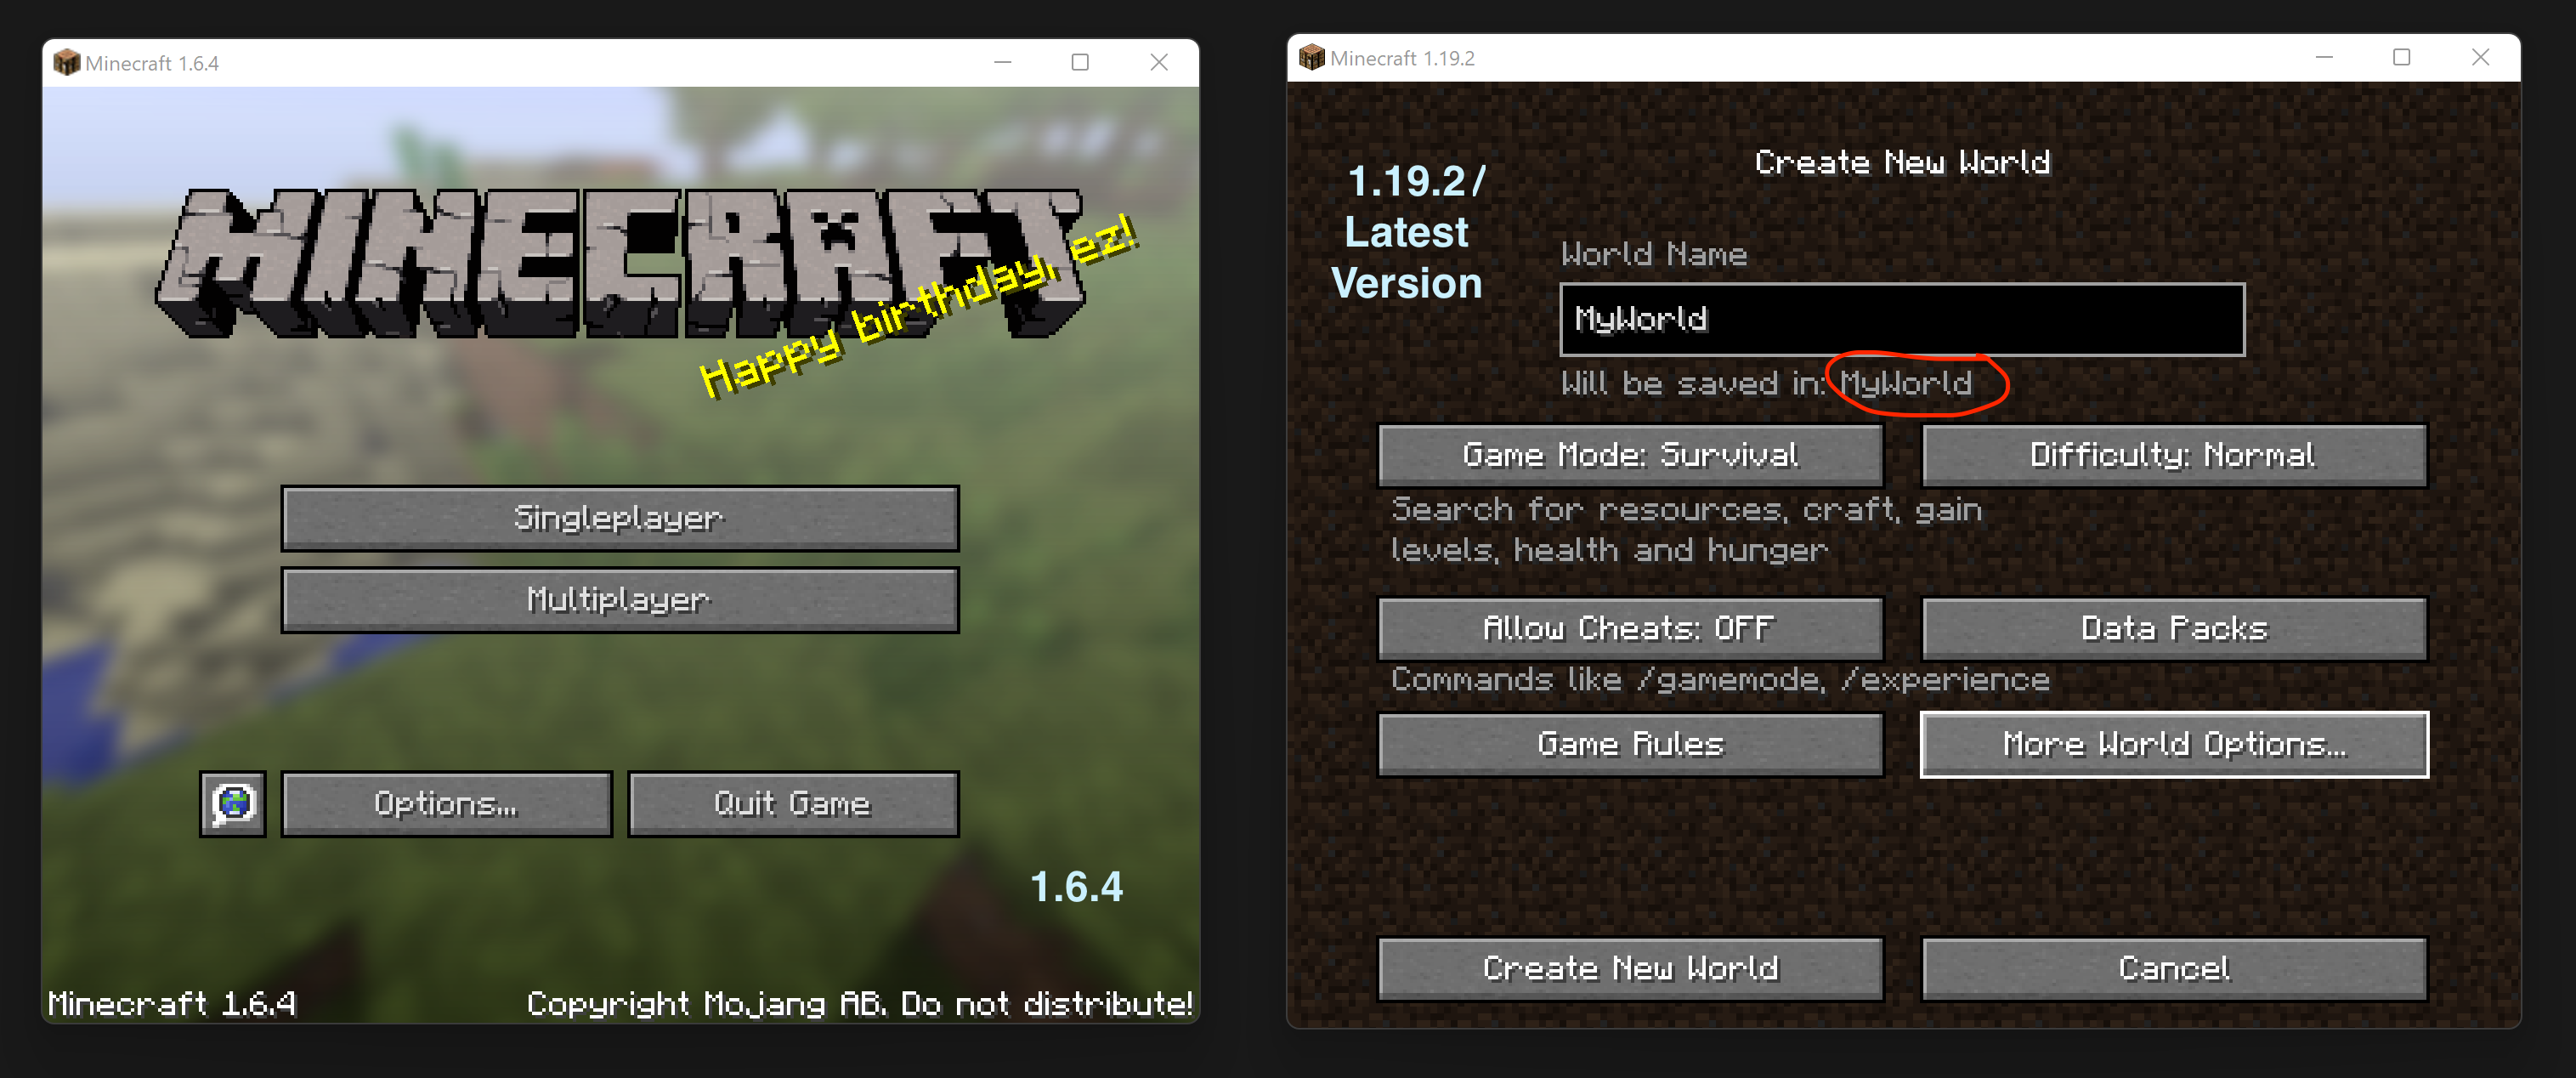 Minecraft 1.6.4
MINECRAFT
Happy birthday, ez!
Singleplayer
Multiplayer
Options...
Quit Game
1.6.4
Minecraft 1.6.4
Copyright Mojang AB. Do not distribute!
Minecraft 1.19.2
Create New World
1.19.2/
Latest
Version
World Name
MyWorld
Will be saved in: MyWorld
Game Mode: Survival
Difficulty: Normal
Search for resources, craft, gain
levels, health and hunger
Allow Cheats: OFF
Data Packs
Commands like /gamemode, /experience
Game Rules
More World Options...
Create New World
Cancel